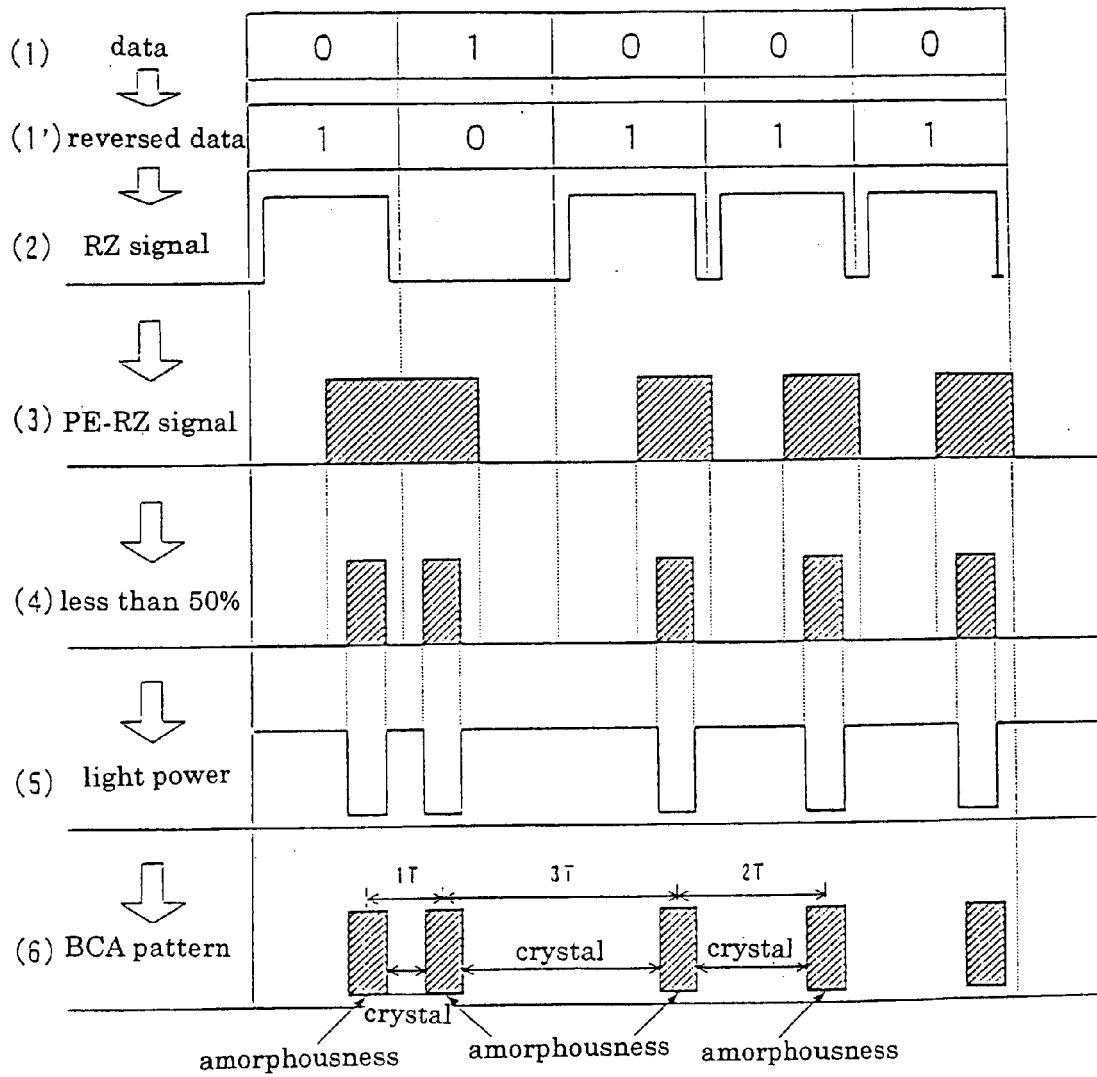 (1) data 0 1 0 0 0
(1') reversed data 1 0 1 1 1
(2) RZ signal
(3) PE-RZ signal
(4) less than 50%
(5) light power
1T 3T 2T
(6) BCA pattern
crystal crystal
crystal
amorphousness amorphousness amorphousness